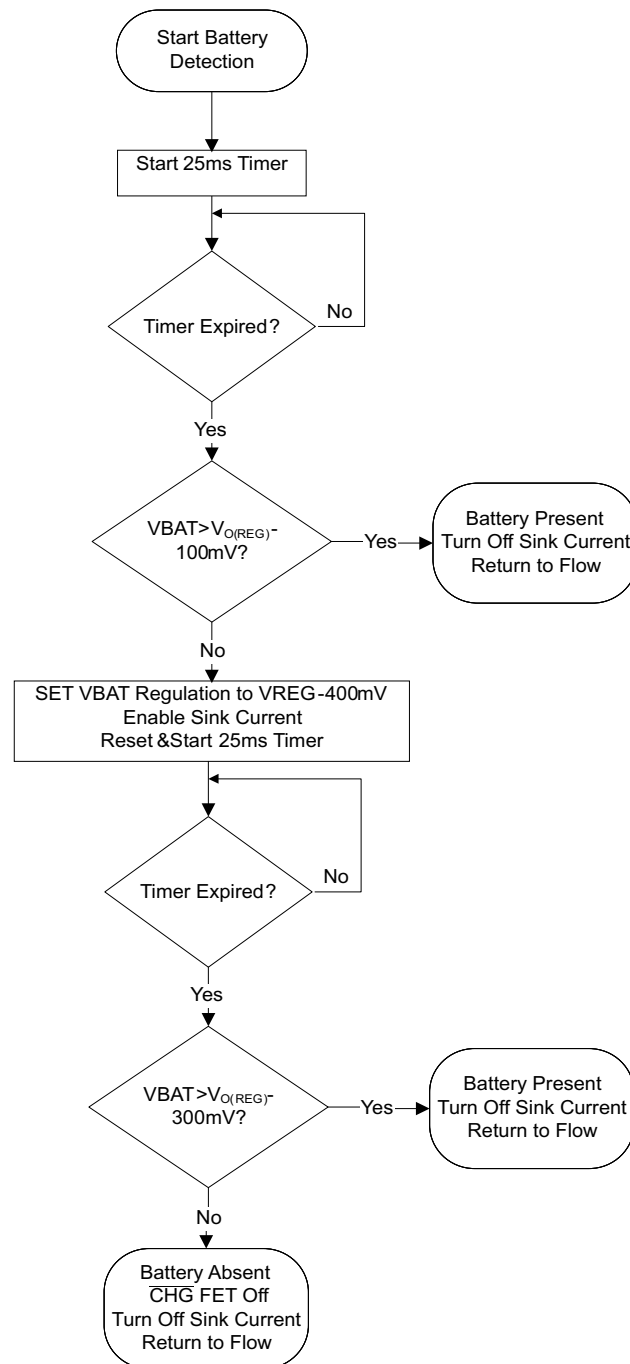 Start Battery
Detection
Start 25ms Timer
No
Timer Expired?
Yes
VBAT>VO(REG)-
100mV?
Yes
Battery Present
Turn Off Sink Current
Return to Flow
No
SET VBAT Regulation to VREG-400mV
Enable Sink Current
Reset &Start 25ms Timer
No
Timer Expired?
Yes
VBAT>VO(REG)-
300mV?
Yes
Battery Present
Turn Off Sink Current
Return to Flow
No
Battery Absent
CHG FET Off
Turn Off Sink Current
Return to Flow